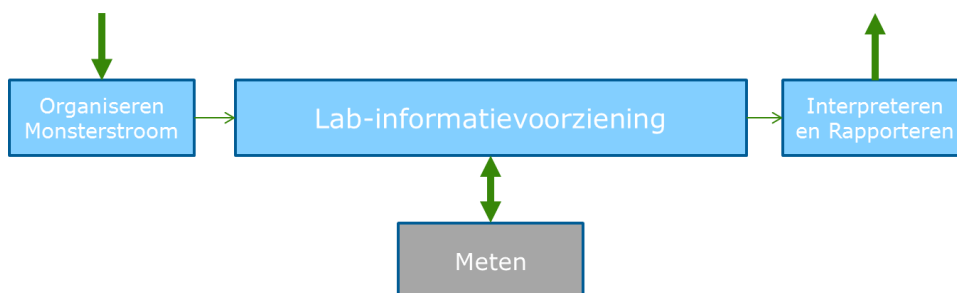 Organiseren
Monsterstroom
Lab-informatievoorziening
Interpreteren
en Rapporteren
Meten